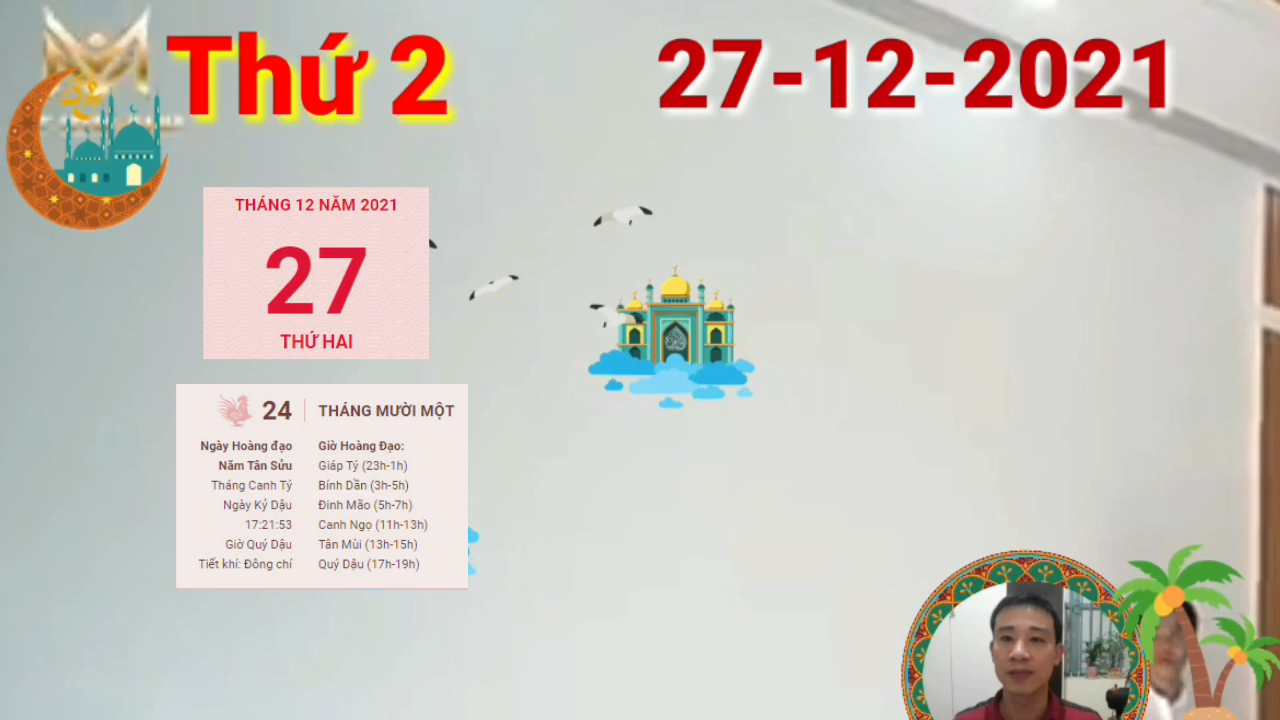 Thứ 2
27-12-2021
THÁNG 12 NĂM 2021
27
THỨ HAI
24
THÁNG MƯỜI MỘT
Ngày Hoàng đạo
Năm Tân Sửu
Tháng Canh Tý
Ngày Kỷ Dậu
17:21:53
Giờ Quý Dậu
Tiết khí: Đông chí
Giờ Hoàng Đạo:
Giáp Tý (23h-1h)
Bính Dần (3h-5h)
Đinh Mão (5h-7h)
Canh Ngọ (11h-13h)
Tân Mùi (13h-15h)
Quý Dậu (17h-19h)